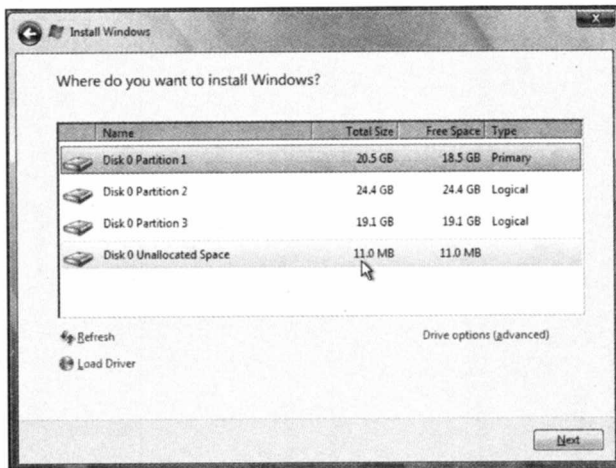 Install Windows
Where do you want to install Windows?
Name Total Size Free Space Type
Disk 0 Partition 1 20.5 GB 18.5 GB Primary
Disk 0 Partition 2 24.4 GB 24.4 GB Logical
Disk 0 Partition 3 19.1 GB 19.1 GB Logical
Disk 0 Unallocated Space 11.0 MB 11.0 MB
Refresh Drive options (advanced)
Load Driver
Next